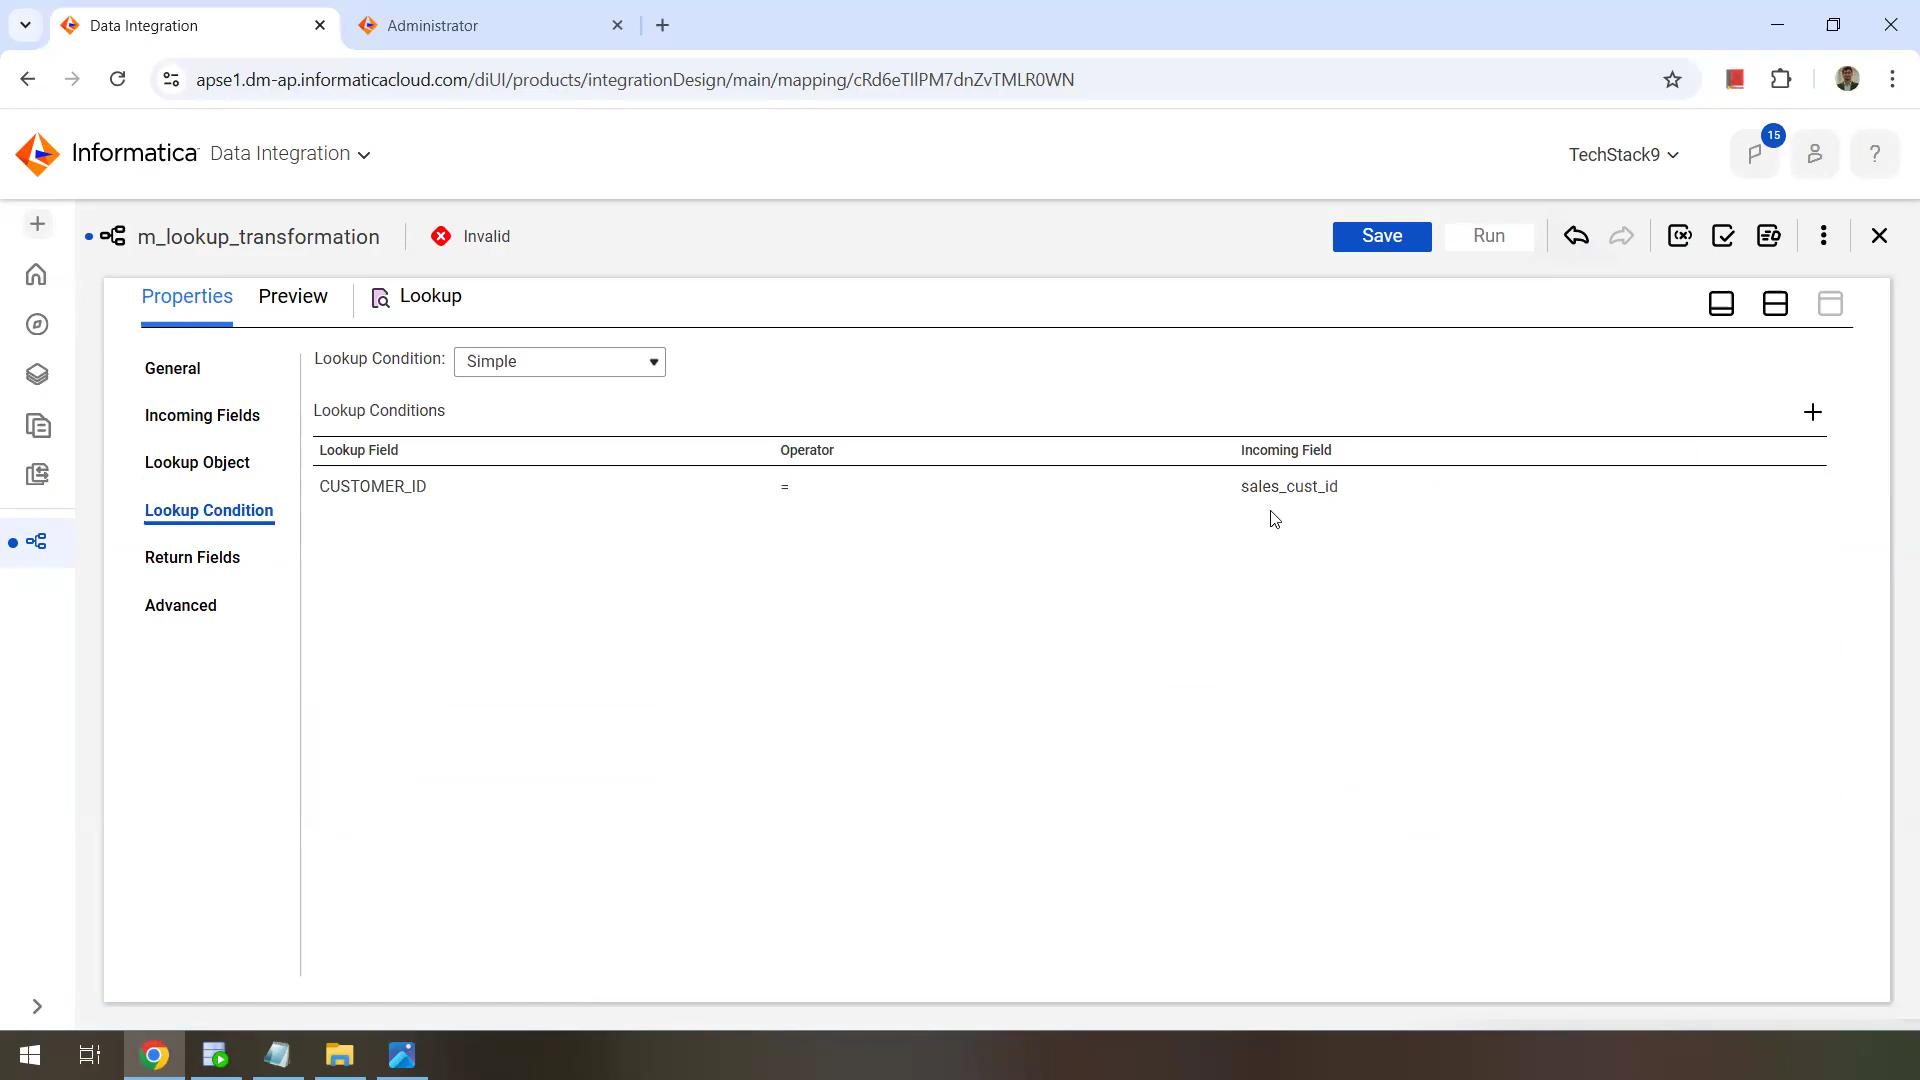 Data Integration
Administrator
apse1.dm-ap.informaticacloud.com/diUI/products/integrationDesign/main/mapping/cRd6eTIlPM7dnZvTMLR0WN
Informatica Data Integration
TechStack9
15
?
m_lookup_transformation
Invalid
Save
Run
Properties
Preview
Lookup
General
Incoming Fields
Lookup Object
Lookup Condition
Return Fields
Advanced
Lookup Condition: Simple
Lookup Conditions
Lookup Field Operator Incoming Field
CUSTOMER_ID = sales_cust_id